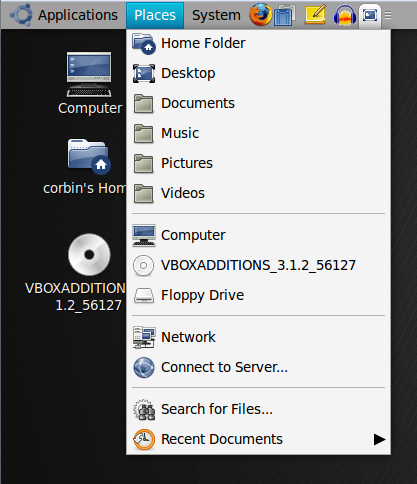 Applications Places System
Computer
corbin's Hom
VBOXADDITION
1.2_56127
Home Folder
Desktop
Documents
Music
Pictures
Videos
Computer
VBOXADDITIONS_3.1.2_56127
Floppy Drive
Network
Connect to Server...
Search for Files...
Recent Documents